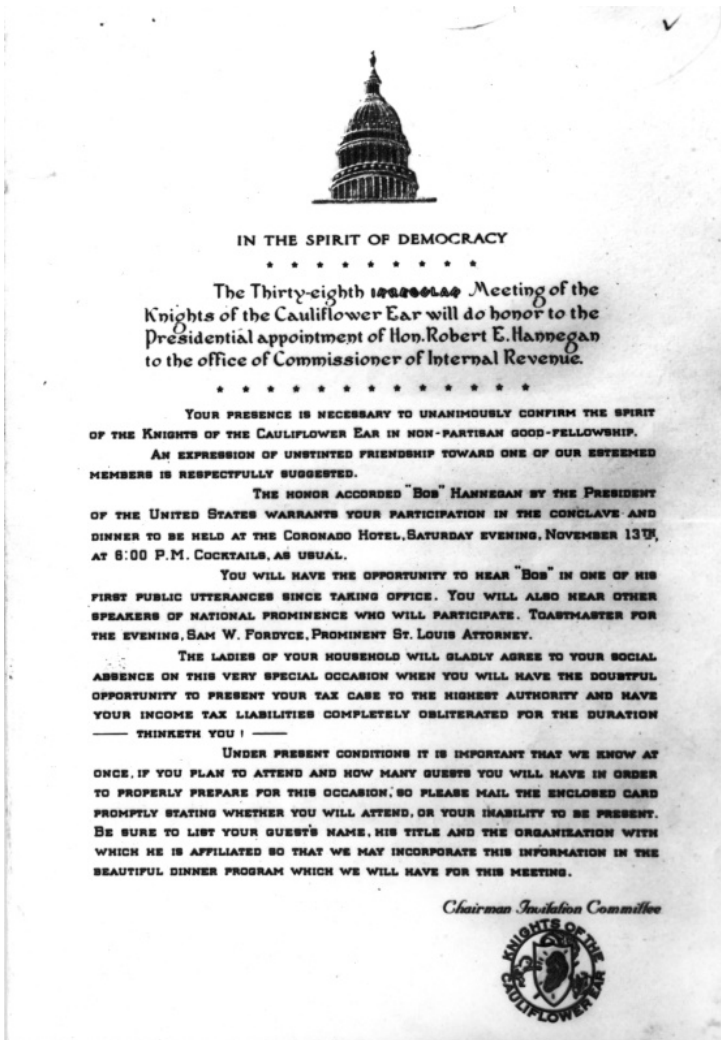 IN THE SPIRIT OF DEMOCRACY
* * * * * * * * *
The Thirty-eighth irregular Meeting of the
Knights of the Cauliflower Ear will do honor to the
Presidential appointment of Hon. Robert E. Hannegan
to the office of Commissioner of Internal Revenue.
* * * * * * * * * * * * *
YOUR PRESENCE IS NECESSARY TO UNANIMOUSLY CONFIRM THE SPIRIT
OF THE KNIGHTS OF THE CAULIFLOWER EAR IN NON-PARTISAN GOOD-FELLOWSHIP.
AN EXPRESSION OF UNSTINTED FRIENDSHIP TOWARD ONE OF OUR ESTEEMED
MEMBERS IS RESPECTFULLY SUGGESTED.
THE HONOR ACCORDED "BOB" HANNEGAN BY THE PRESIDENT
OF THE UNITED STATES WARRANTS YOUR PARTICIPATION IN THE CONCLAVE AND
DINNER TO BE HELD AT THE CORONADO HOTEL, SATURDAY EVENING, NOVEMBER 13TH,
AT 6:00 P.M. COCKTAILS, AS USUAL.
YOU WILL HAVE THE OPPORTUNITY TO HEAR "BOB" IN ONE OF HIS
FIRST PUBLIC UTTERANCES SINCE TAKING OFFICE. YOU WILL ALSO HEAR OTHER
SPEAKERS OF NATIONAL PROMINENCE WHO WILL PARTICIPATE. TOASTMASTER FOR
THE EVENING, SAM W. FORDYCE, PROMINENT ST. LOUIS ATTORNEY.
THE LADIES OF YOUR HOUSEHOLD WILL GLADLY AGREE TO YOUR SOCIAL
ABSENCE ON THIS VERY SPECIAL OCCASION WHEN YOU WILL HAVE THE DOUBTFUL
OPPORTUNITY TO PRESENT YOUR TAX CASE TO THE HIGHEST AUTHORITY AND HAVE
YOUR INCOME TAX LIABILITIES COMPLETELY OBLITERATED FOR THE DURATION
—— THINKETH YOU! ——
UNDER PRESENT CONDITIONS IT IS IMPORTANT THAT WE KNOW AT
ONCE, IF YOU PLAN TO ATTEND AND HOW MANY GUESTS YOU WILL HAVE IN ORDER
TO PROPERLY PREPARE FOR THIS OCCASION, SO PLEASE MAIL THE ENCLOSED CARD
PROMPTLY STATING WHETHER YOU WILL ATTEND, OR YOUR INABILITY TO BE PRESENT.
BE SURE TO LIST YOUR GUEST'S NAME, HIS TITLE AND THE ORGANIZATION WITH
WHICH HE IS AFFILIATED SO THAT WE MAY INCORPORATE THIS INFORMATION IN THE
BEAUTIFUL DINNER PROGRAM WHICH WE WILL HAVE FOR THIS MEETING.
Chairman Invitation Committee
KNIGHTS OF THE
CAULIFLOWER EAR